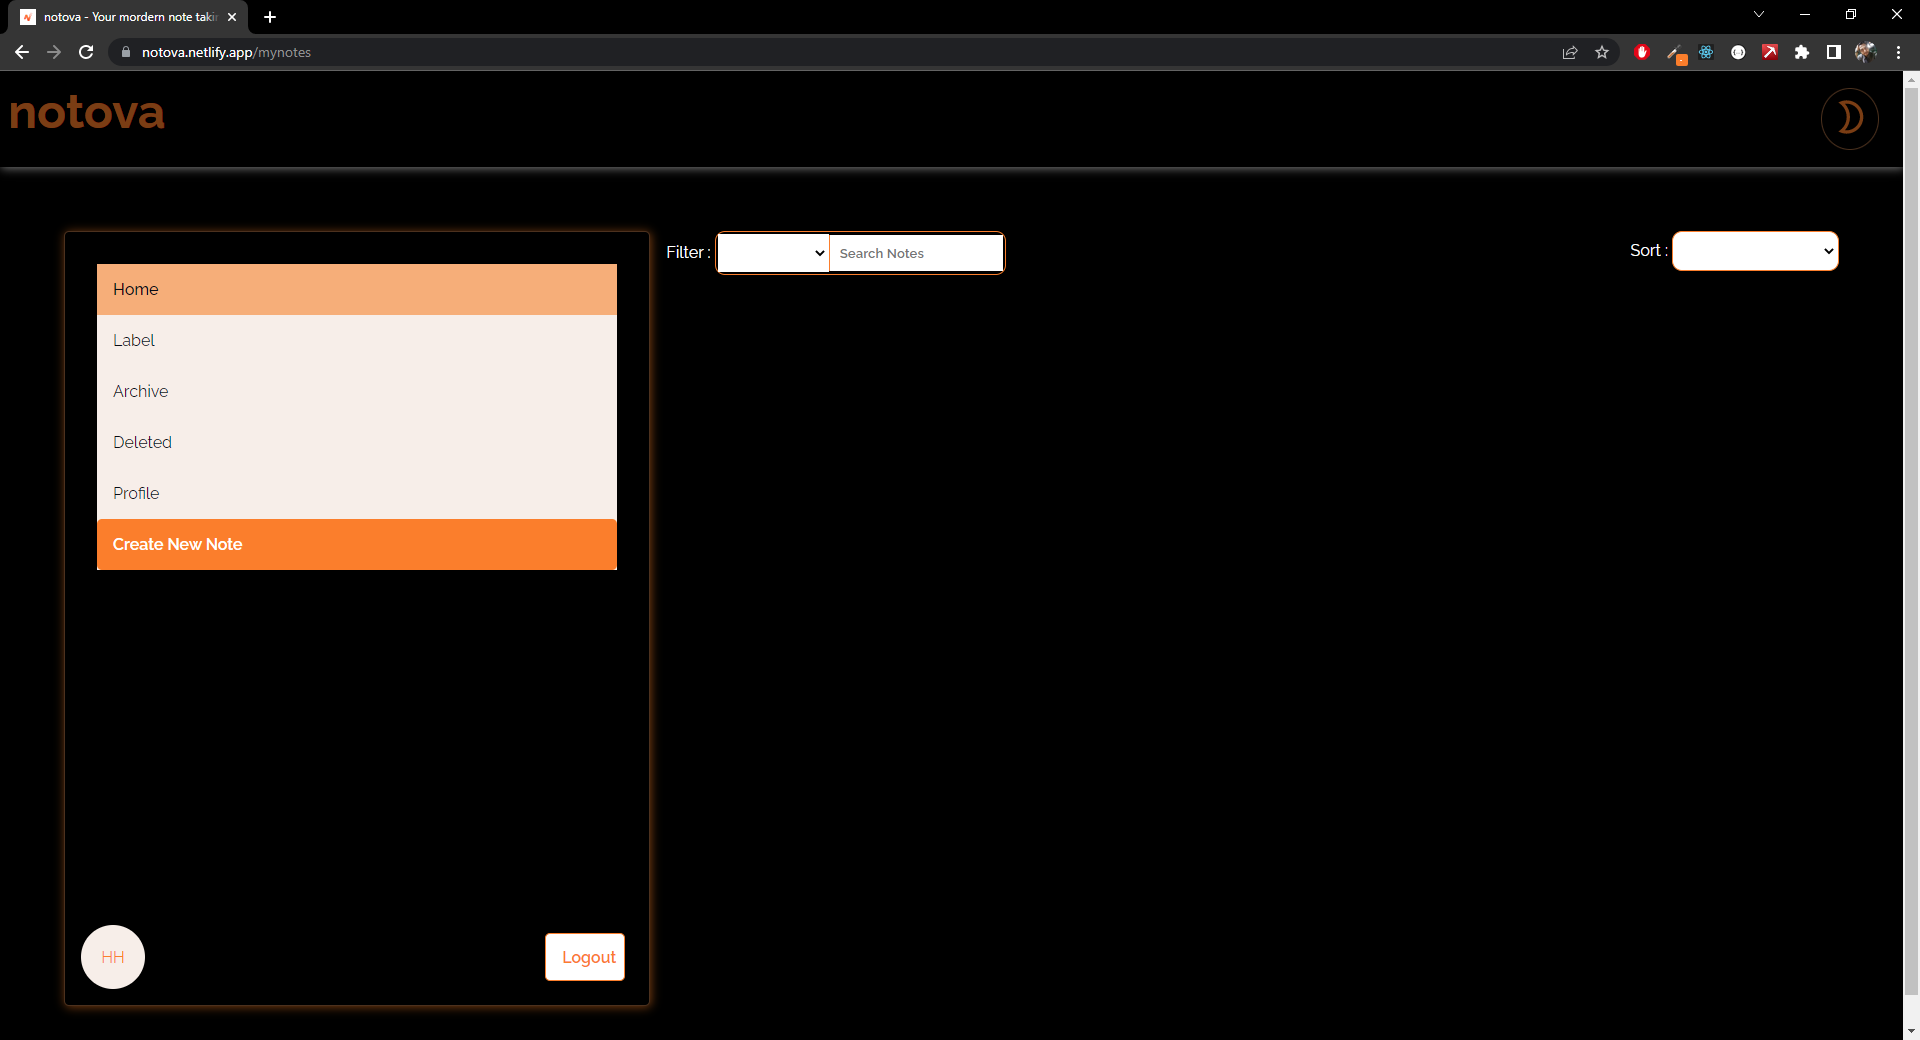 notova - Your mordern note takin
notova.netlify.app/mynotes
notova
Filter :
Search Notes
Sort :
Home
Label
Archive
Deleted
Profile
Create New Note
HH
Logout